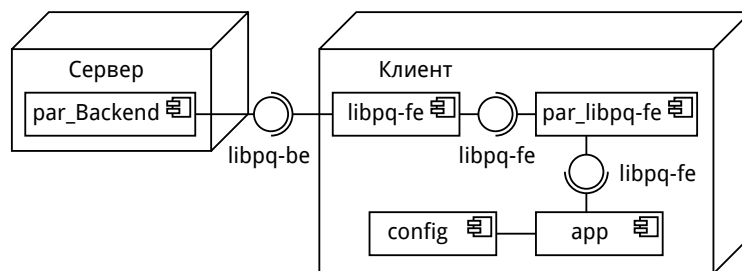 Сервер
Клиент
par_Backend
libpq-fe
par_libpq-fe
libpq-be
libpq-fe
libpq-fe
config
app